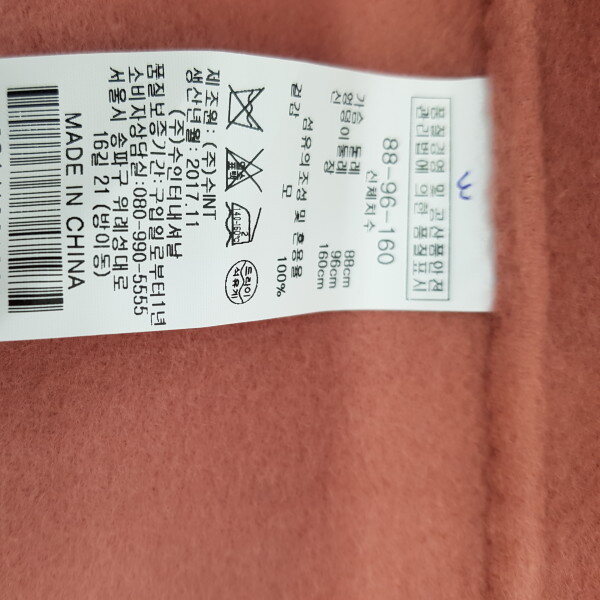 품질경영 및 공산품안전
관리법에 의한 품질표시
3
88-96-160
신체치수
가슴둘레 88cm
엉덩이둘레 96cm
신장 160cm
섬유의조성 및 혼용율
겉감 모 100%
드라이
석유계
제조원: (주)수INT
생산년월: 2017.11
(주)수인터내셔날
품질보증기간:구입일로부터1년
소비자상담실:080-990-5555
서울시 송파구 위례성대로
16길 21 (방이동)
MADE IN CHINA